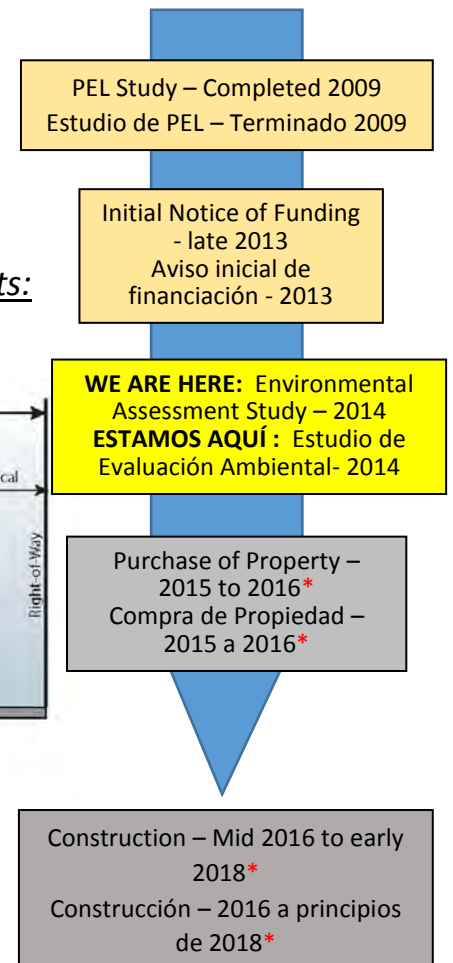 PEL Study – Completed 2009
Estudio de PEL – Terminado 2009
Initial Notice of Funding
- late 2013
Aviso inicial de
financiación - 2013
ts:
WE ARE HERE: Environmental
Assessment Study – 2014
ESTAMOS AQUÍ : Estudio de
Evaluación Ambiental- 2014
cal
Right-of-Way
Purchase of Property –
2015 to 2016*
Compra de Propiedad –
2015 a 2016*
Construction – Mid 2016 to early
2018*
Construcción – 2016 a principios
de 2018*